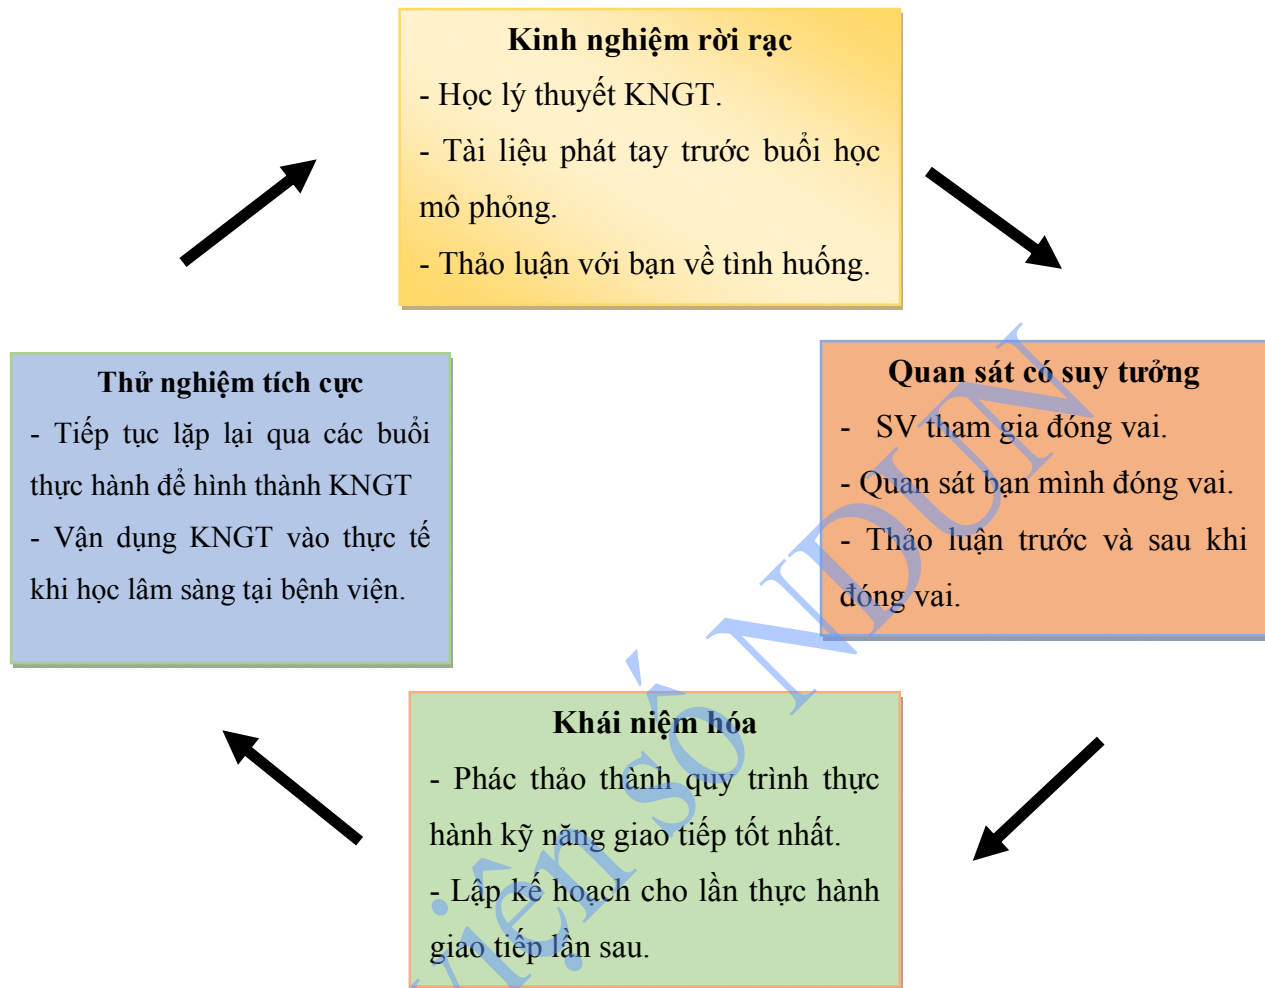 Kinh nghiệm rời rạc
- Học lý thuyết KNGT.
- Tài liệu phát tay trước buổi học
mô phỏng.
- Thảo luận với bạn về tình huống.
Quan sát có suy tưởng
- SV tham gia đóng vai.
- Quan sát bạn mình đóng vai.
- Thảo luận trước và sau khi
đóng vai.
Khái niệm hóa
- Phác thảo thành quy trình thực
hành kỹ năng giao tiếp tốt nhất.
- Lập kế hoạch cho lần thực hành
giao tiếp lần sau.
Thử nghiệm tích cực
- Tiếp tục lặp lại qua các buổi
thực hành để hình thành KNGT
- Vận dụng KNGT vào thực tế
khi học lâm sàng tại bệnh viện.
viện số NDUN